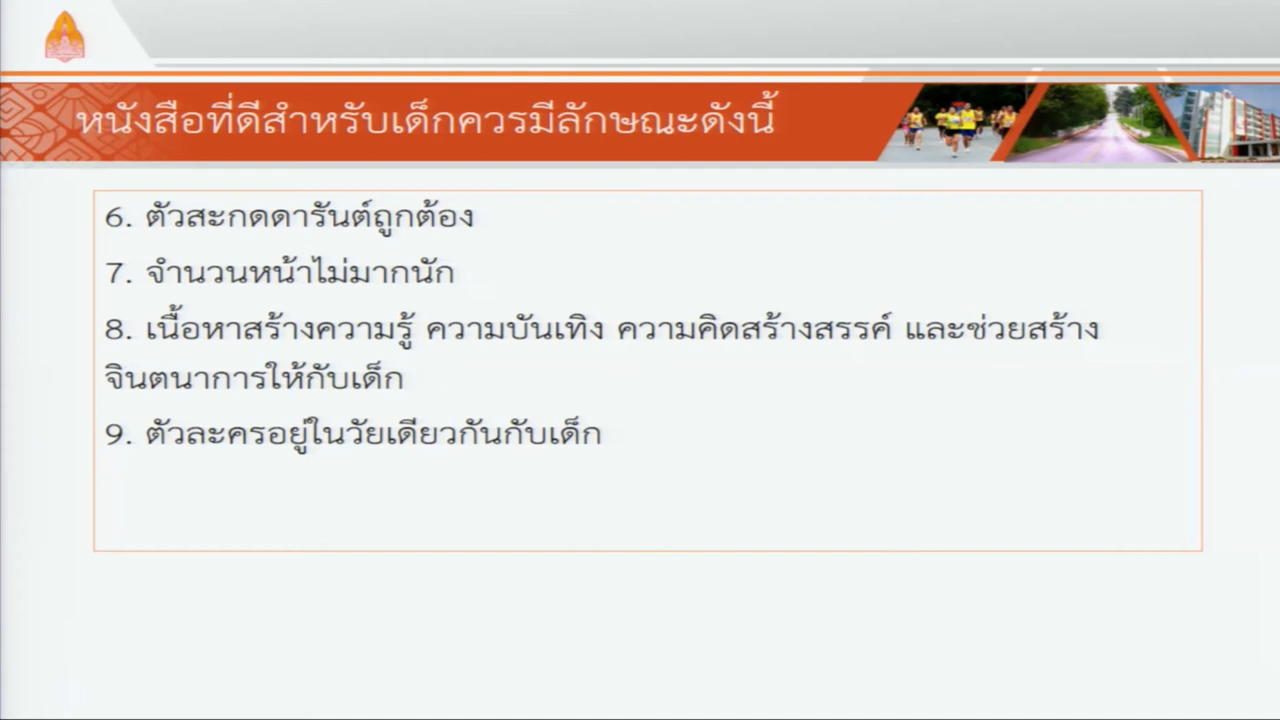 หนังสือที่ดีสำหรับเด็กควรมีลักษณะดังนี้
6. ตัวสะกดดารันต์ถูกต้อง
7. จำนวนหน้าไม่มากนัก
8. เนื้อหาสร้างความรู้ ความบันเทิง ความคิดสร้างสรรค์ และช่วยสร้าง
จินตนาการให้กับเด็ก
9. ตัวละครอยู่ในวัยเดียวกันกับเด็ก